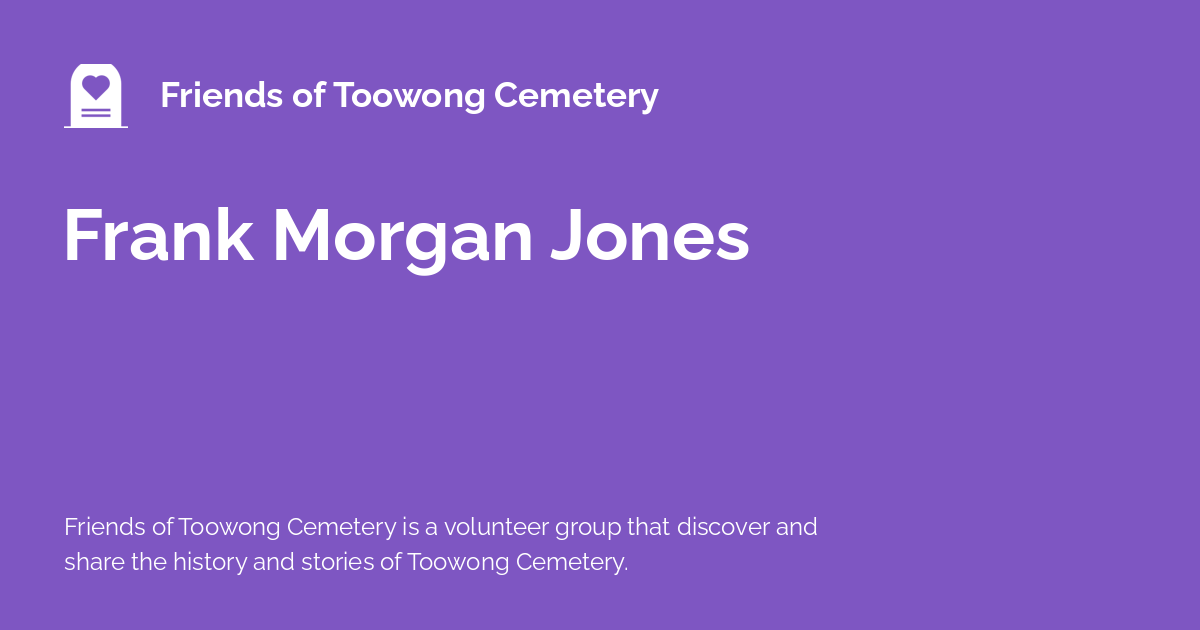 Friends of Toowong Cemetery
Frank Morgan Jones
Friends of Toowong Cemetery is a volunteer group that discover and
share the history and stories of Toowong Cemetery.